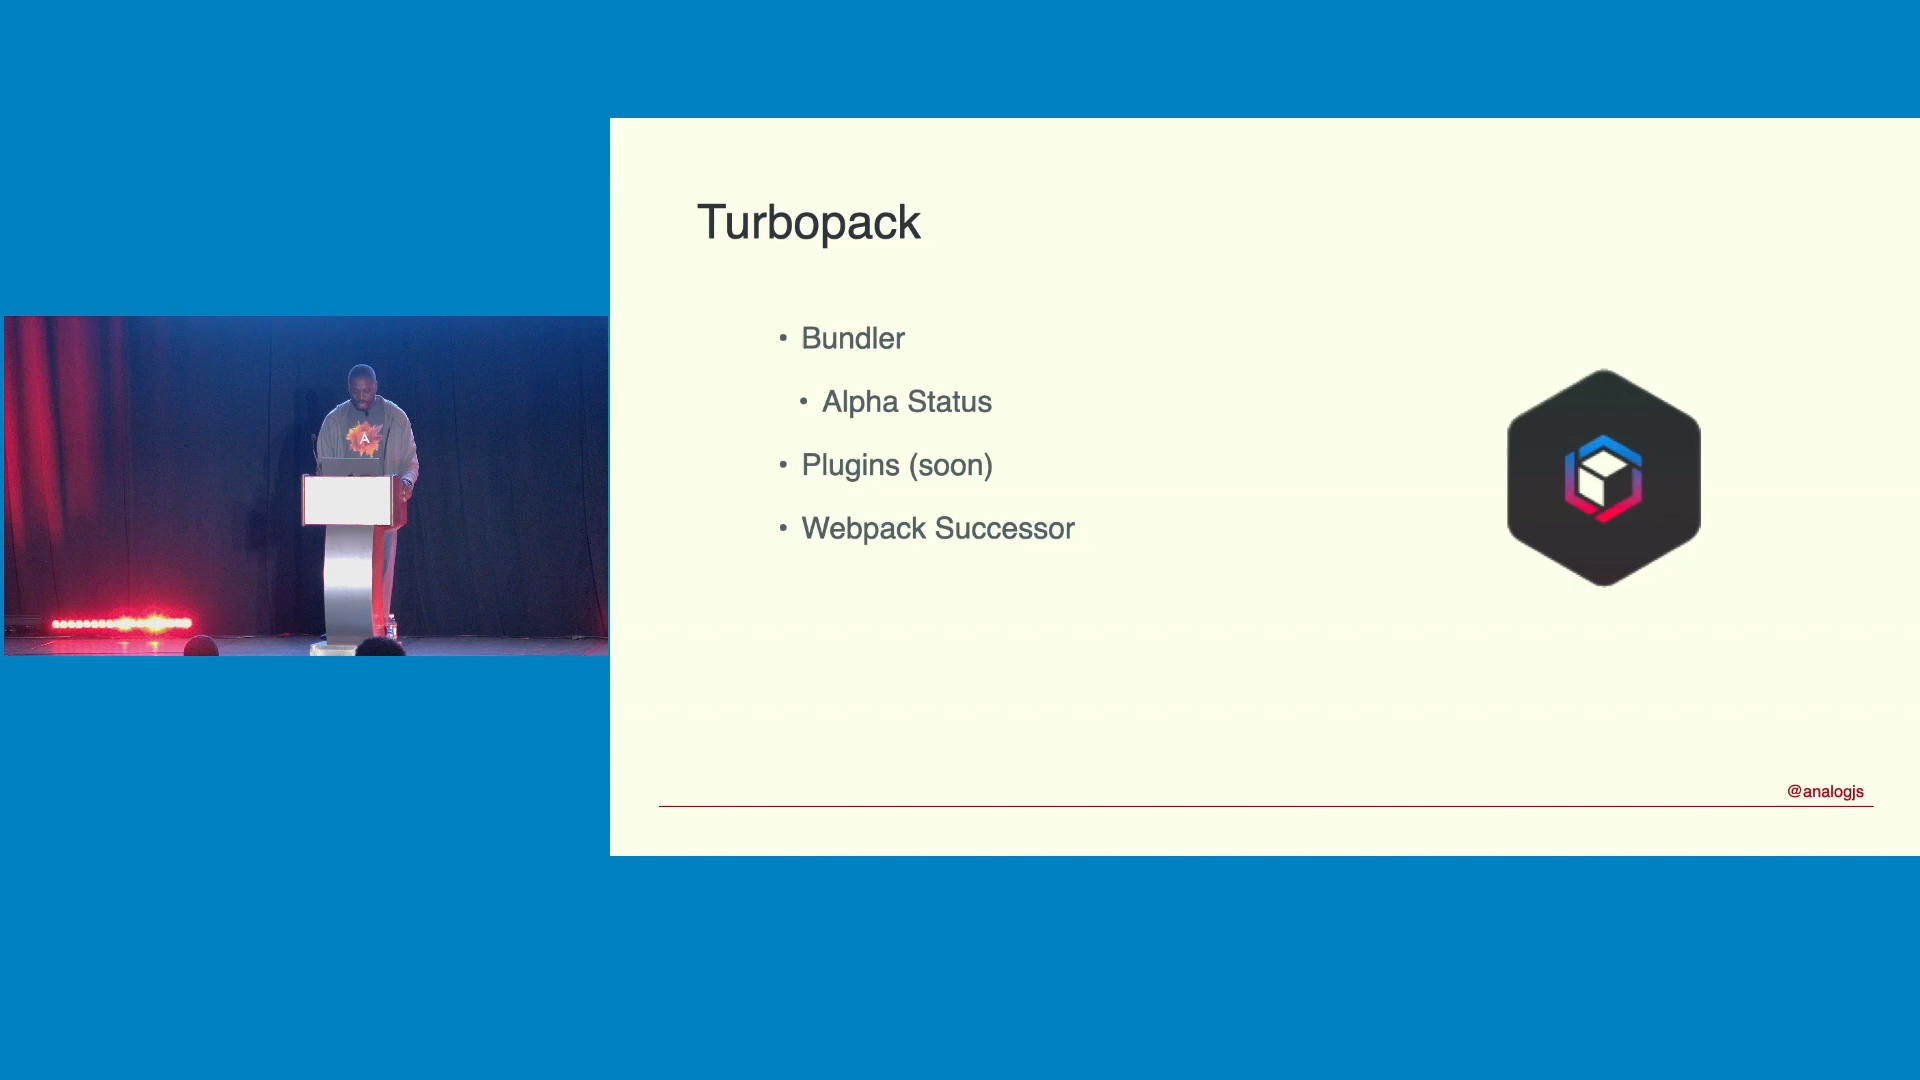 Turbopack
• Bundler
• Alpha Status
• Plugins (soon)
• Webpack Successor
@analogjs
A